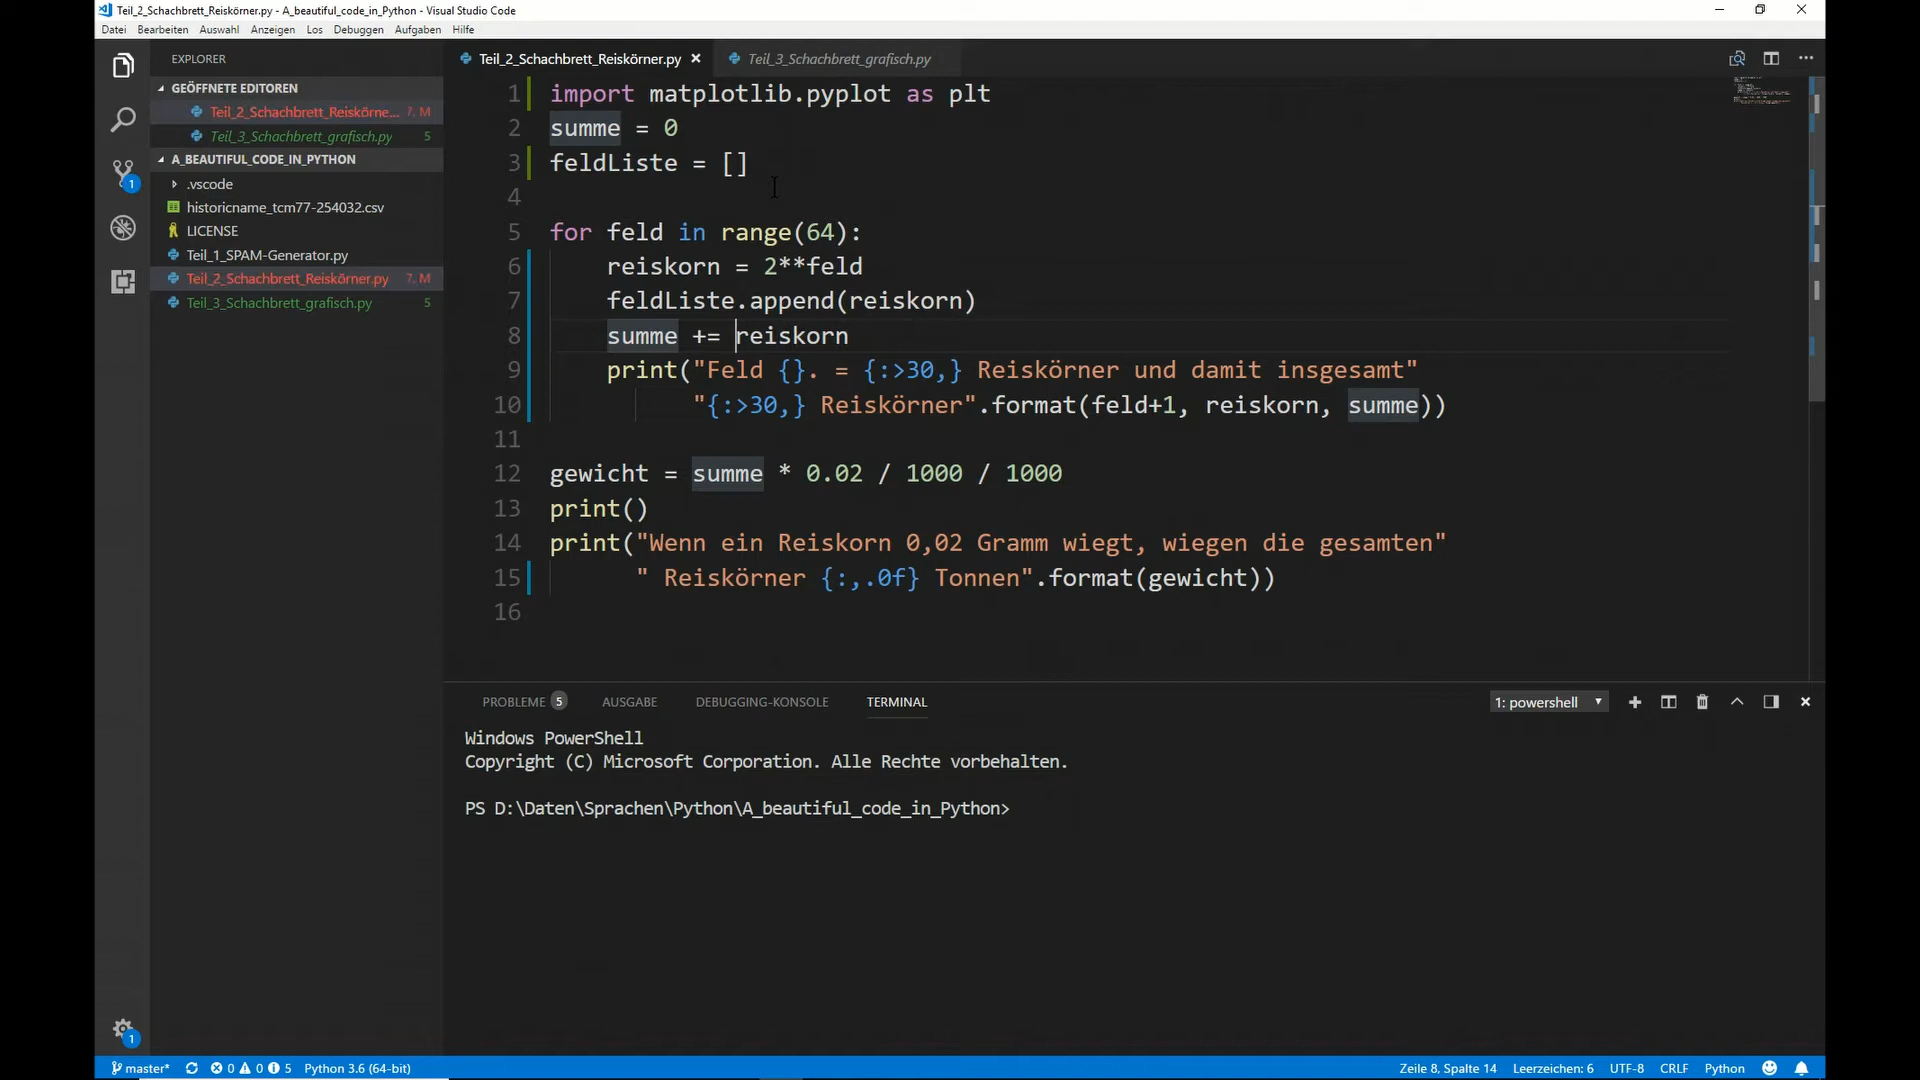 Teil_2_Schachbrett_Reiskörner.py - A_beautiful_code_in_Python - Visual Studio Code
Datei Bearbeiten Auswahl Anzeigen Los Debuggen Aufgaben Hilfe
EXPLORER
GEÖFFNETE EDITOREN
Teil_2_Schachbrett_Reiskörne... 7, M
Teil_3_Schachbrett_grafisch.py 5
A_BEAUTIFUL_CODE_IN_PYTHON
.vscode
historicname_tcm77-254032.csv
LICENSE
Teil_1_SPAM-Generator.py
Teil_2_Schachbrett_Reiskörner.py 7, M
Teil_3_Schachbrett_grafisch.py 5
1
1
Teil_2_Schachbrett_Reiskörner.py Teil_3_Schachbrett_grafisch.py
1 import matplotlib.pyplot as plt
2 summe = 0
3 feldListe = []
4
5 for feld in range(64):
6 reiskorn = 2**feld
7 feldListe.append(reiskorn)
8 summe += reiskorn
9 print("Feld {}. = {:>30,} Reiskörner und damit insgesamt"
10 "{:>30,} Reiskörner".format(feld+1, reiskorn, summe))
11
12 gewicht = summe * 0.02 / 1000 / 1000
13 print()
14 print("Wenn ein Reiskorn 0,02 Gramm wiegt, wiegen die gesamten"
15 " Reiskörner {:,.0f} Tonnen".format(gewicht))
16
PROBLEME 5 AUSGABE DEBUGGING-KONSOLE TERMINAL 1: powershell
Windows PowerShell
Copyright (C) Microsoft Corporation. Alle Rechte vorbehalten.
PS D:\Daten\Sprachen\Python\A_beautiful_code_in_Python>
master* 0 0 5 Python 3.6 (64-bit) Zeile 8, Spalte 14 Leerzeichen: 6 UTF-8 CRLF Python